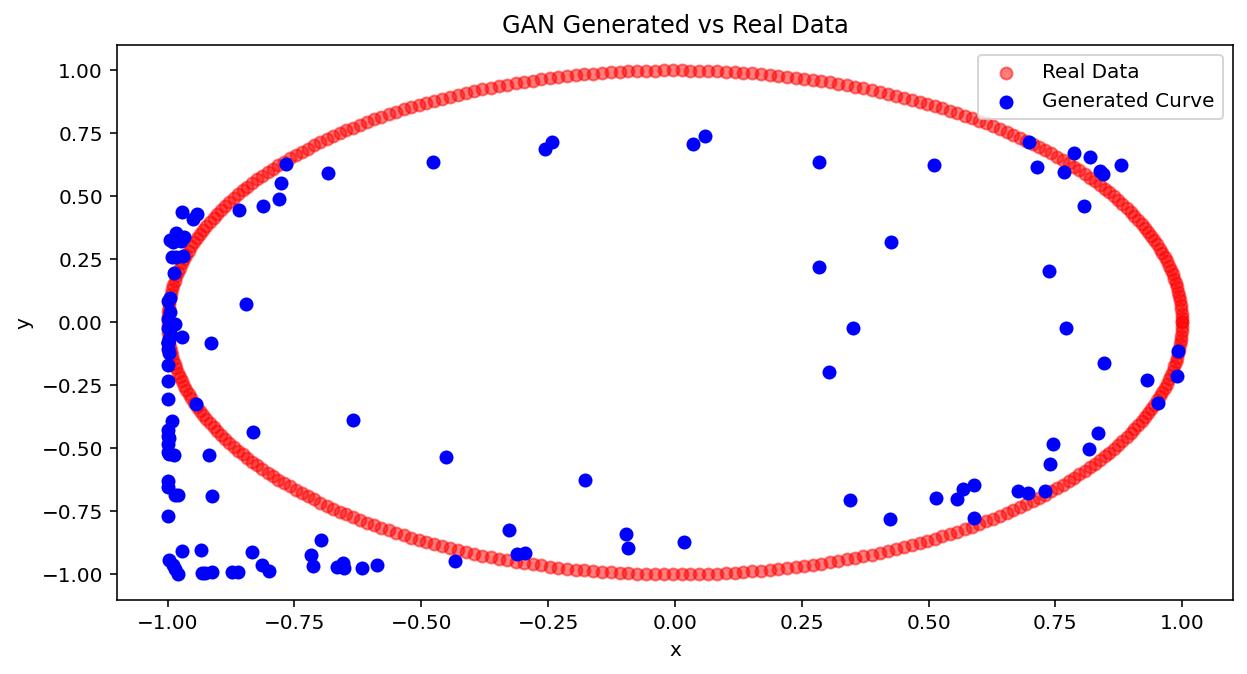 GAN Generated vs Real Data
Real Data
Generated Curve
1.00
0.75
0.50
0.25
0.00
−0.25
−0.50
−0.75
−1.00
y
−1.00 −0.75 −0.50 −0.25 0.00 0.25 0.50 0.75 1.00
x